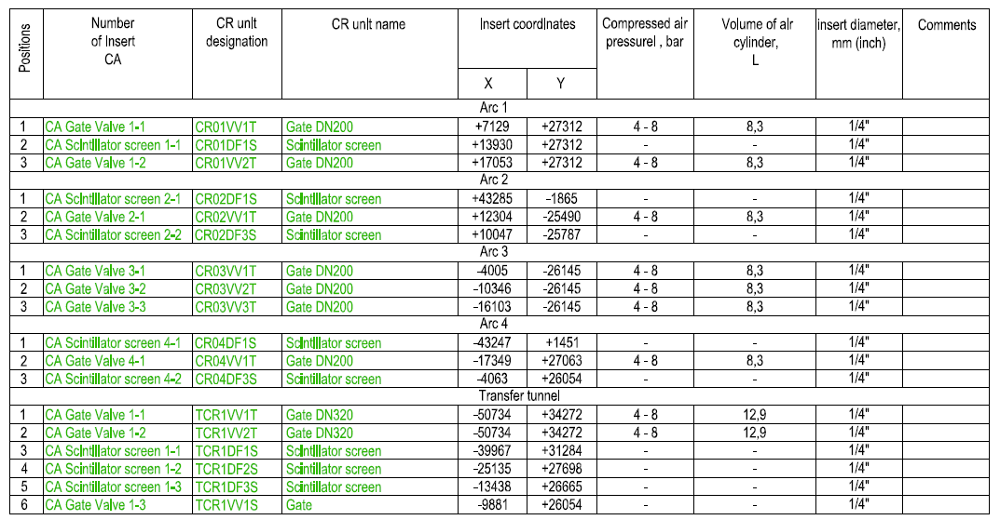 Positions
Number of Insert CA
CR unit designation
CR unit name
Insert coordinates
X Y
Compressed air pressurel , bar
Volume of air cylinder, L
insert diameter, mm (inch)
Comments
Arc 1
1 CA Gate Valve 1-1 CR01VV1T Gate DN200 +7129 +27312 4 - 8 8,3 1/4"
2 CA Scintillator screen 1-1 CR01DF1S Scintillator screen +13930 +27312 - - 1/4"
3 CA Gate Valve 1-2 CR01VV2T Gate DN200 +17053 +27312 4 - 8 8,3 1/4"
Arc 2
1 CA Scintillator screen 2-1 CR02DF1S Scintillator screen +43285 -1865 - - 1/4"
2 CA Gate Valve 2-1 CR02VV1T Gate DN200 +12304 -25490 4 - 8 8,3 1/4"
3 CA Scintillator screen 2-2 CR02DF3S Scintillator screen +10047 -25787 - - 1/4"
Arc 3
1 CA Gate Valve 3-1 CR03VV1T Gate DN200 -4005 -26145 4 - 8 8,3 1/4"
2 CA Gate Valve 3-2 CR03VV2T Gate DN200 -10346 -26145 4 - 8 8,3 1/4"
3 CA Gate Valve 3-3 CR03VV3T Gate DN200 -16103 -26145 4 - 8 8,3 1/4"
Arc 4
1 CA Scintillator screen 4-1 CR04DF1S Scintillator screen -43247 +1451 - - 1/4"
2 CA Gate Valve 4-1 CR04VV1T Gate DN200 -17349 +27063 4 - 8 8,3 1/4"
3 CA Scintillator screen 4-2 CR04DF3S Scintillator screen -4063 +26054 - - 1/4"
Transfer tunnel
1 CA Gate Valve 1-1 TCR1VV1T Gate DN320 -50734 +34272 4 - 8 12,9 1/4"
2 CA Gate Valve 1-2 TCR1VV2T Gate DN320 -50734 +34272 4 - 8 12,9 1/4"
3 CA Scintillator screen 1-1 TCR1DF1S Scintillator screen -39967 +31284 - - 1/4"
4 CA Scintillator screen 1-2 TCR1DF2S Scintillator screen -25135 +27698 - - 1/4"
5 CA Scintillator screen 1-3 TCR1DF3S Scintillator screen -13438 +26665 - - 1/4"
6 CA Gate Valve 1-3 TCR1VV1S Gate -9881 +26054 - - 1/4"